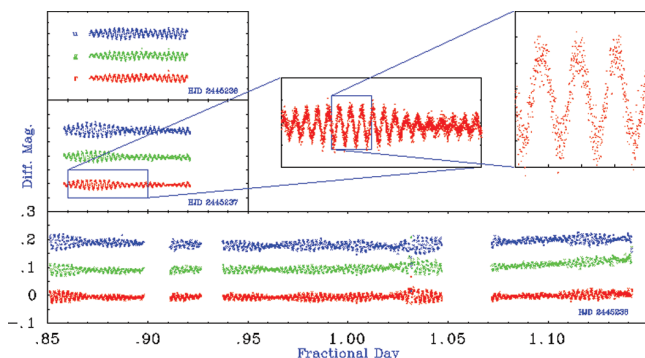 u
g
r
HJD 2445236
HJD 2445237
Diff. Mag.
.3
.2
.1
0
-.1
HJD 2445238
.85
.90
.95
1.00
1.05
1.10
Fractional Day